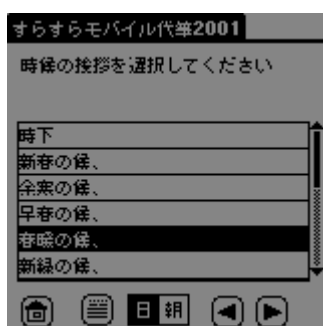 すらすらモバイル代筆2001
時候の挨拶を選択してください
時下
新春の候、
余寒の候、
早春の候、
春暖の候、
新緑の候、
日 朝